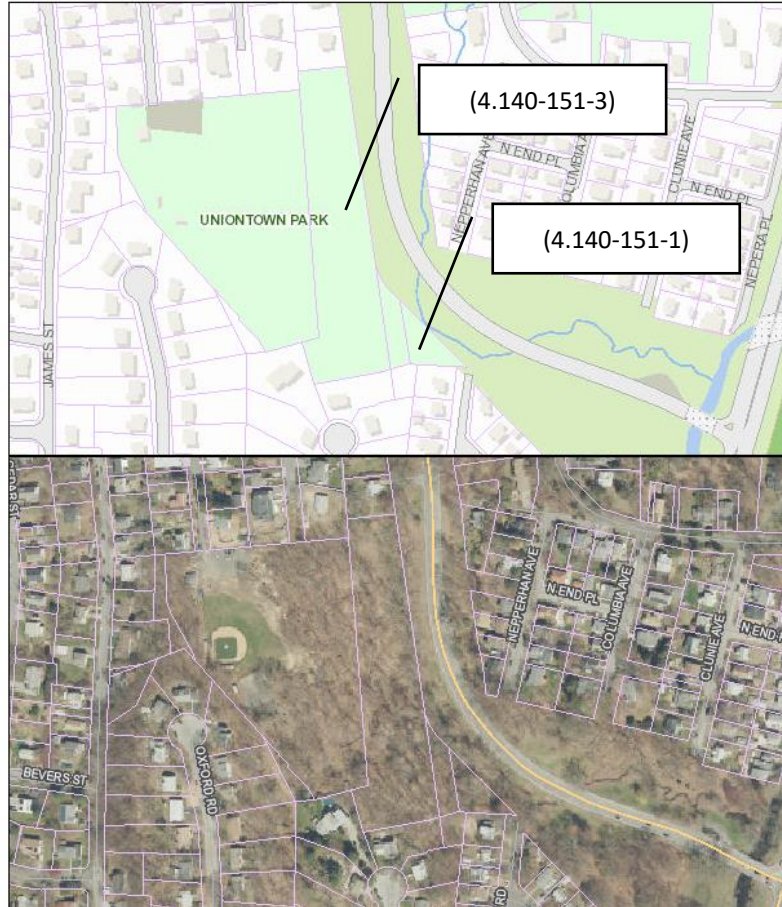 (4.140-151-3)
NEPPERHAN AVE
N END PL
COLUMBIA A
CLUNIE AVE
N END PL
NEPERA PL
UNIONTOWN PARK
(4.140-151-1)
JAMES ST
NEPPERHAN AVE
N END PL
COLUMBIA AVE
CLUNIE AVE
N END P
BEVERS ST
OXFORD RD
RD